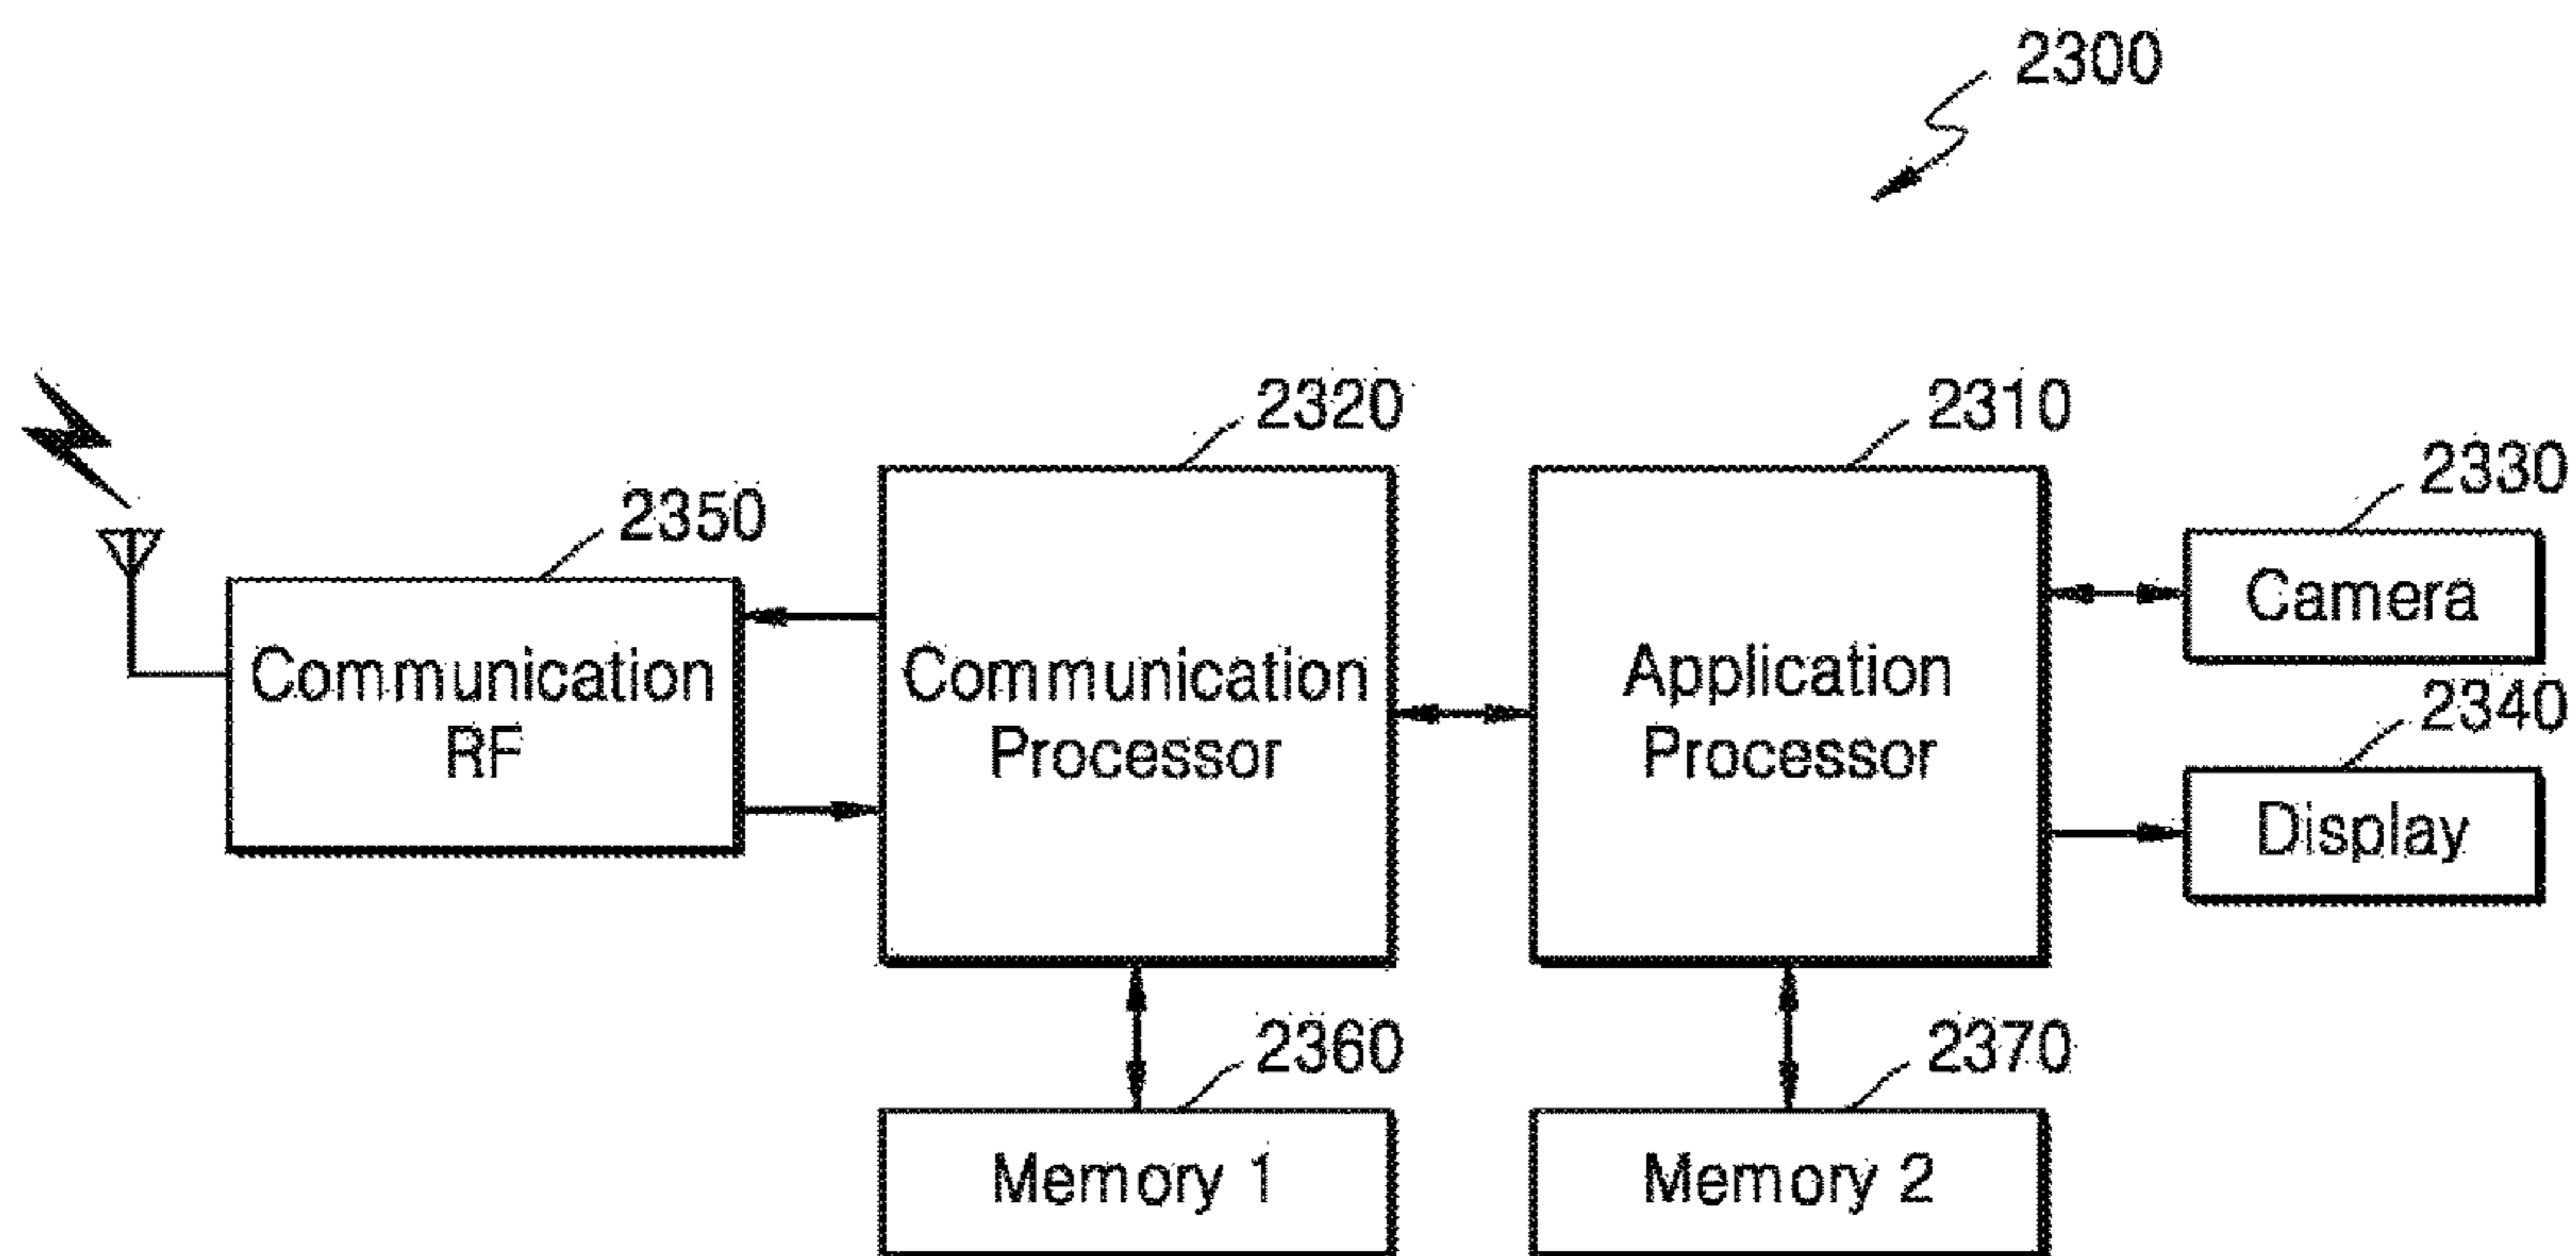 2300
2320
2310
2330
2350
Camera
Communication
RF
Communication
Processor
Application
Processor
2340
Display
2360
2370
Memory 1
Memory 2